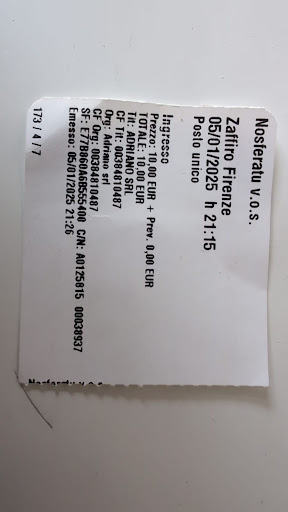 Nosferatu v.o.s.
Zaffiro Firenze
05/01/2025 h 21:15
Posto unico
Ingresso
Prezzo: 10,00 EUR + Prev. 0,00 EUR
TOTALE: 10,00 EUR
Tit: ADRIANO SRL
CF Tit: 00384810487
Org: Adriano srl
CF Org: 00384810487
SF: E77B860A6B555400 C/N: A0125815 00038937
Emesso: 05/01/2025 21:26
173 / 4 / 7